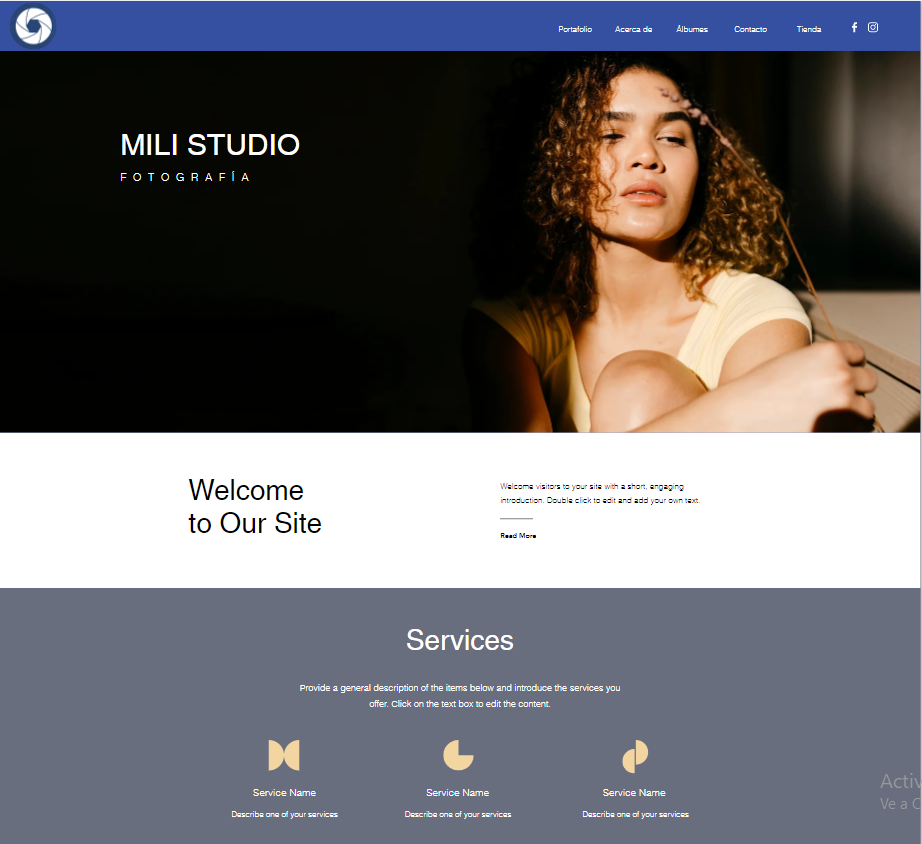 Portafolio Acerca de Álbumes Contacto Tienda
MILI STUDIO
FOTOGRAFÍA
Welcome
to Our Site
Welcome visitors to your site with a short, engaging
introduction. Double click to edit and add your own text.
Read More
Services
Provide a general description of the items below and introduce the services you
offer. Click on the text box to edit the content.
Service Name Service Name Service Name
Describe one of your services Describe one of your services Describe one of your services
Activ
Ve a C